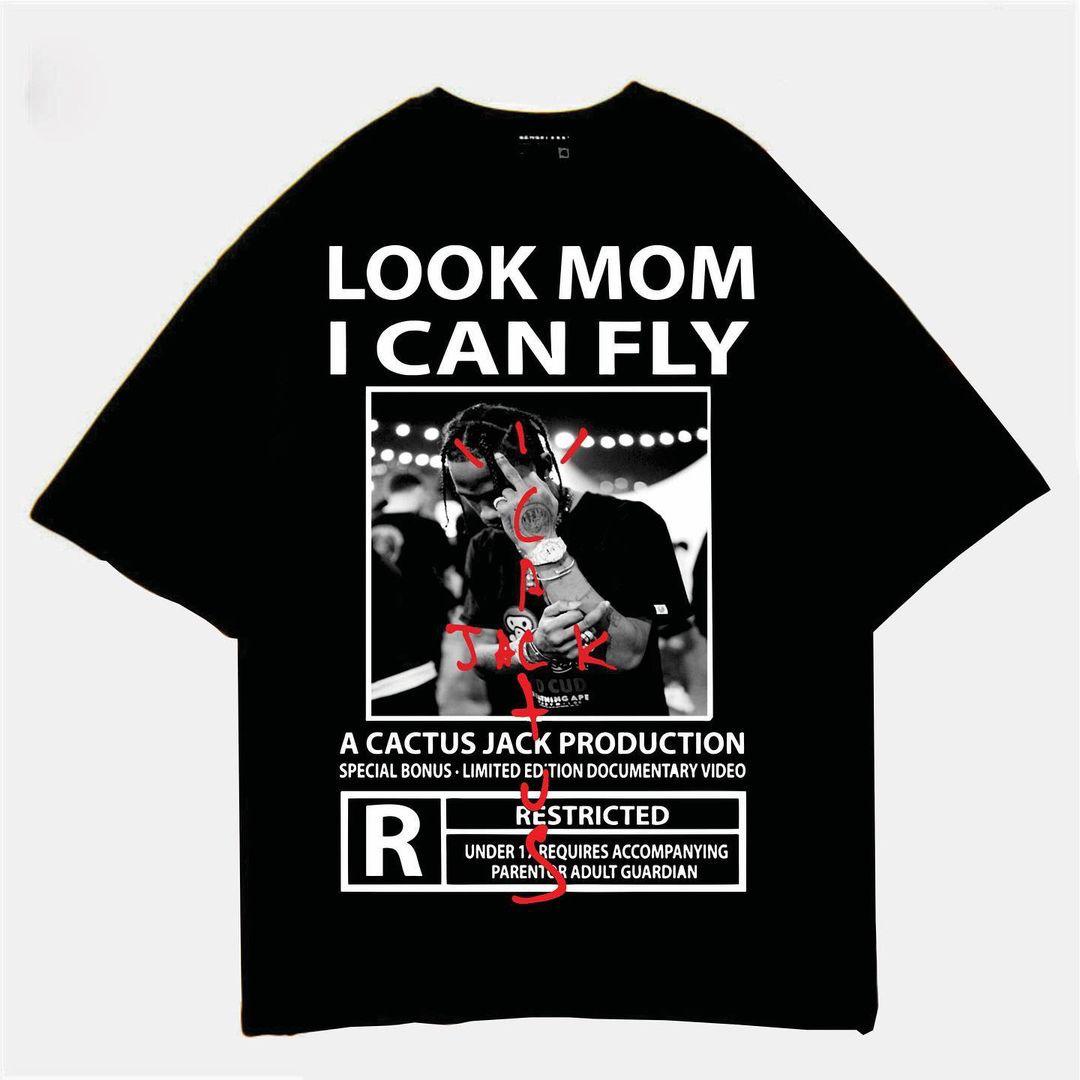 LOOK MOM
I CAN FLY
CACTUS
JACK
A CACTUS JACK PRODUCTION
SPECIAL BONUS · LIMITED EDITION DOCUMENTARY VIDEO
R
RESTRICTED
UNDER 17 REQUIRES ACCOMPANYING
PARENT OR ADULT GUARDIAN